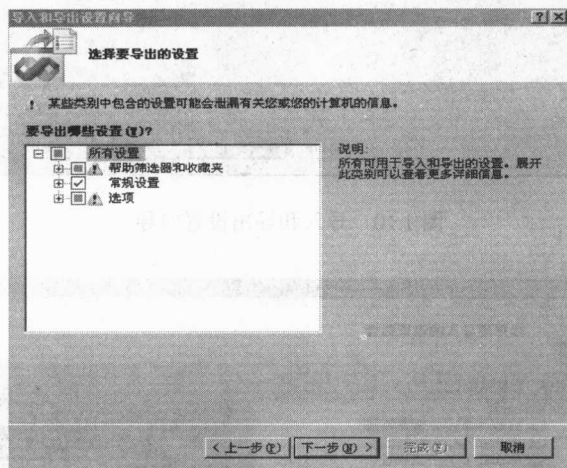 导入和导出设置向导
选择要导出的设置
! 某些类别中包含的设置可能会泄漏有关您或您的计算机的信息。
要导出哪些设置(X)?
所有设置
帮助筛选器和收藏夹
常规设置
选项
说明:
所有可用于导入和导出的设置。展开
此类别可以查看更多详细信息。
< 上一步(P)
下一步(N) >
完成(F)
取消